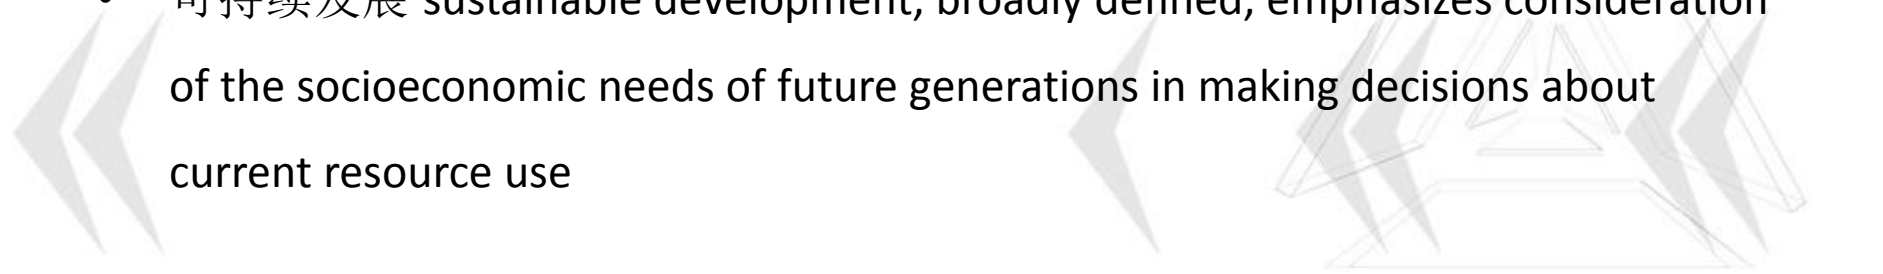 可持续发展 sustainable development, broadly defined, emphasizes consideration
of the socioeconomic needs of future generations in making decisions about
current resource use